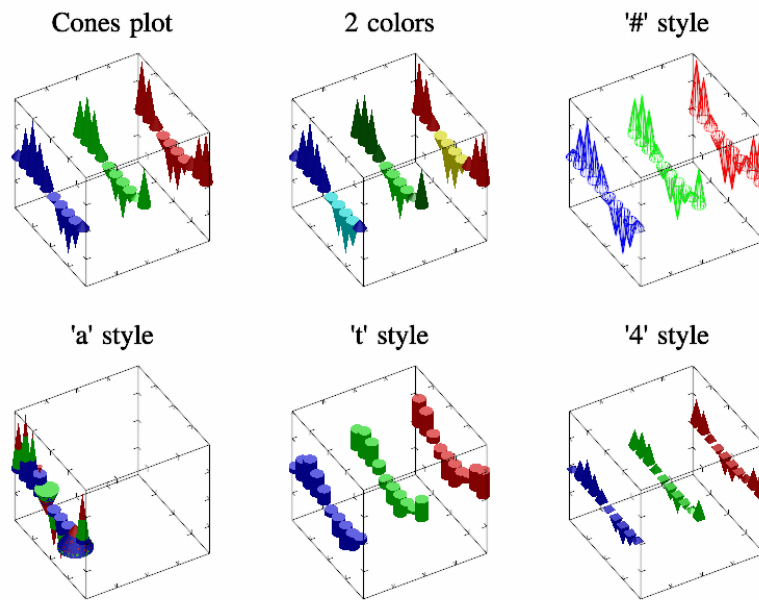 Cones plot
2 colors
'#' style
'a' style
't' style
'4' style